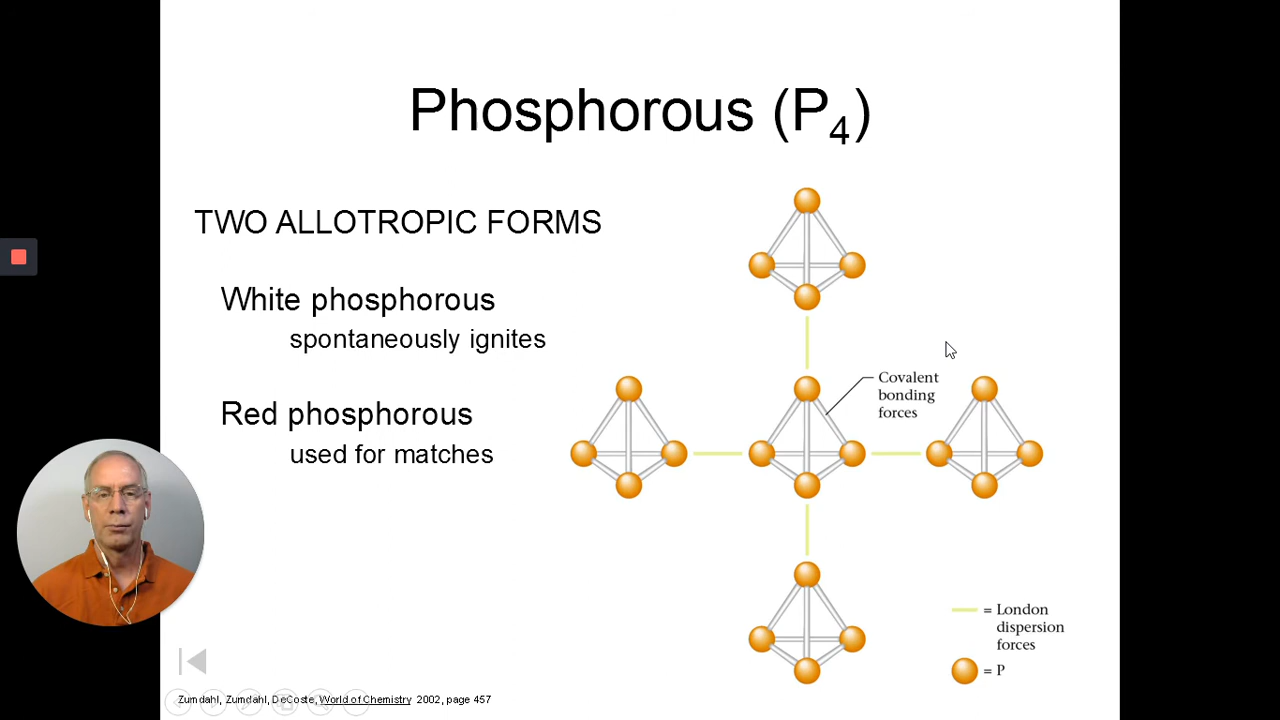 Phosphorous (P₄)
TWO ALLOTROPIC FORMS
White phosphorous
spontaneously ignites
Red phosphorous
used for matches
Covalent
bonding
forces
= London
dispersion
forces
= P
Zumdahl, Zumdahl, DeCoste, World of Chemistry 2002, page 457